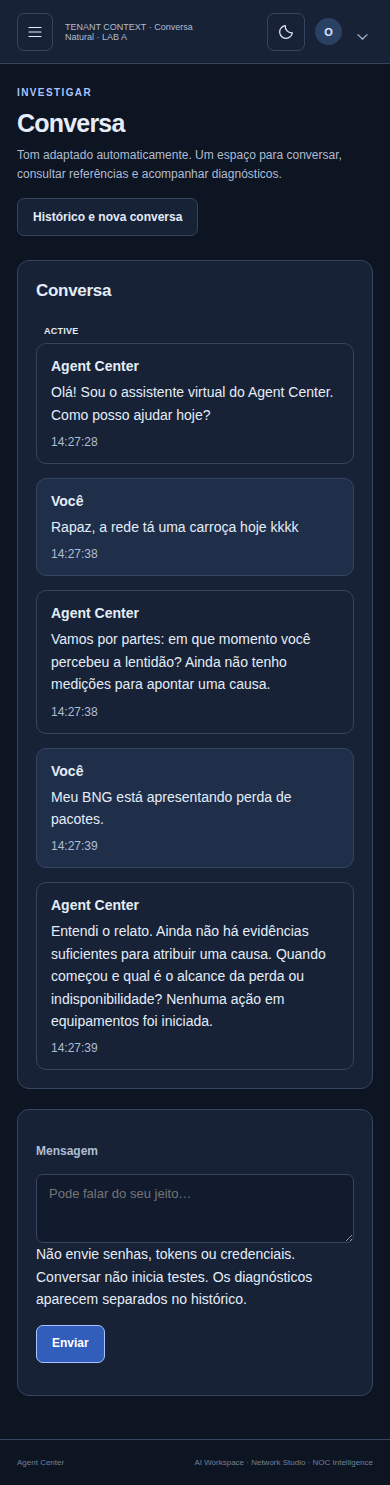 TENANT CONTEXT · Conversa
Natural · LAB A
O
INVESTIGAR
Conversa
Tom adaptado automaticamente. Um espaço para conversar,
consultar referências e acompanhar diagnósticos.
Histórico e nova conversa
Conversa
ACTIVE
Agent Center
Olá! Sou o assistente virtual do Agent Center.
Como posso ajudar hoje?
14:27:28
Você
Rapaz, a rede tá uma carroça hoje kkkk
14:27:38
Agent Center
Vamos por partes: em que momento você
percebeu a lentidão? Ainda não tenho
medições para apontar uma causa.
14:27:38
Você
Meu BNG está apresentando perda de
pacotes.
14:27:39
Agent Center
Entendi o relato. Ainda não há evidências
suficientes para atribuir uma causa. Quando
começou e qual é o alcance da perda ou
indisponibilidade? Nenhuma ação em
equipamentos foi iniciada.
14:27:39
Mensagem
Pode falar do seu jeito…
Não envie senhas, tokens ou credenciais.
Conversar não inicia testes. Os diagnósticos
aparecem separados no histórico.
Enviar
Agent Center
AI Workspace · Network Studio · NOC Intelligence